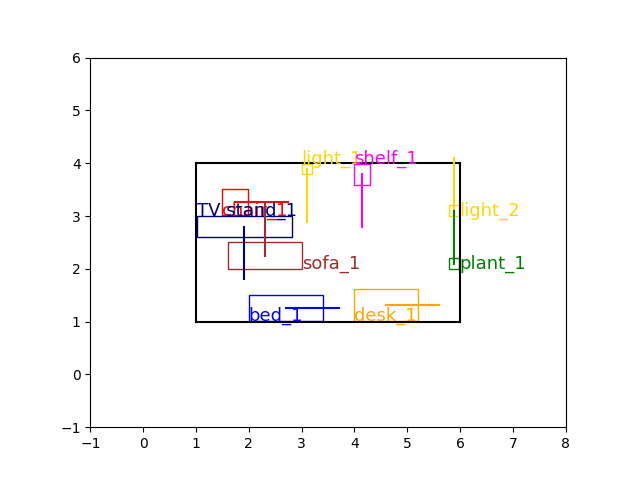 6
5
light_1
shelf_1
4
TV stand_1
light_2
3
sofa_1
plant_1
2
bed_1
desk_1
1
0
−1
−1 0 1 2 3 4 5 6 7 8